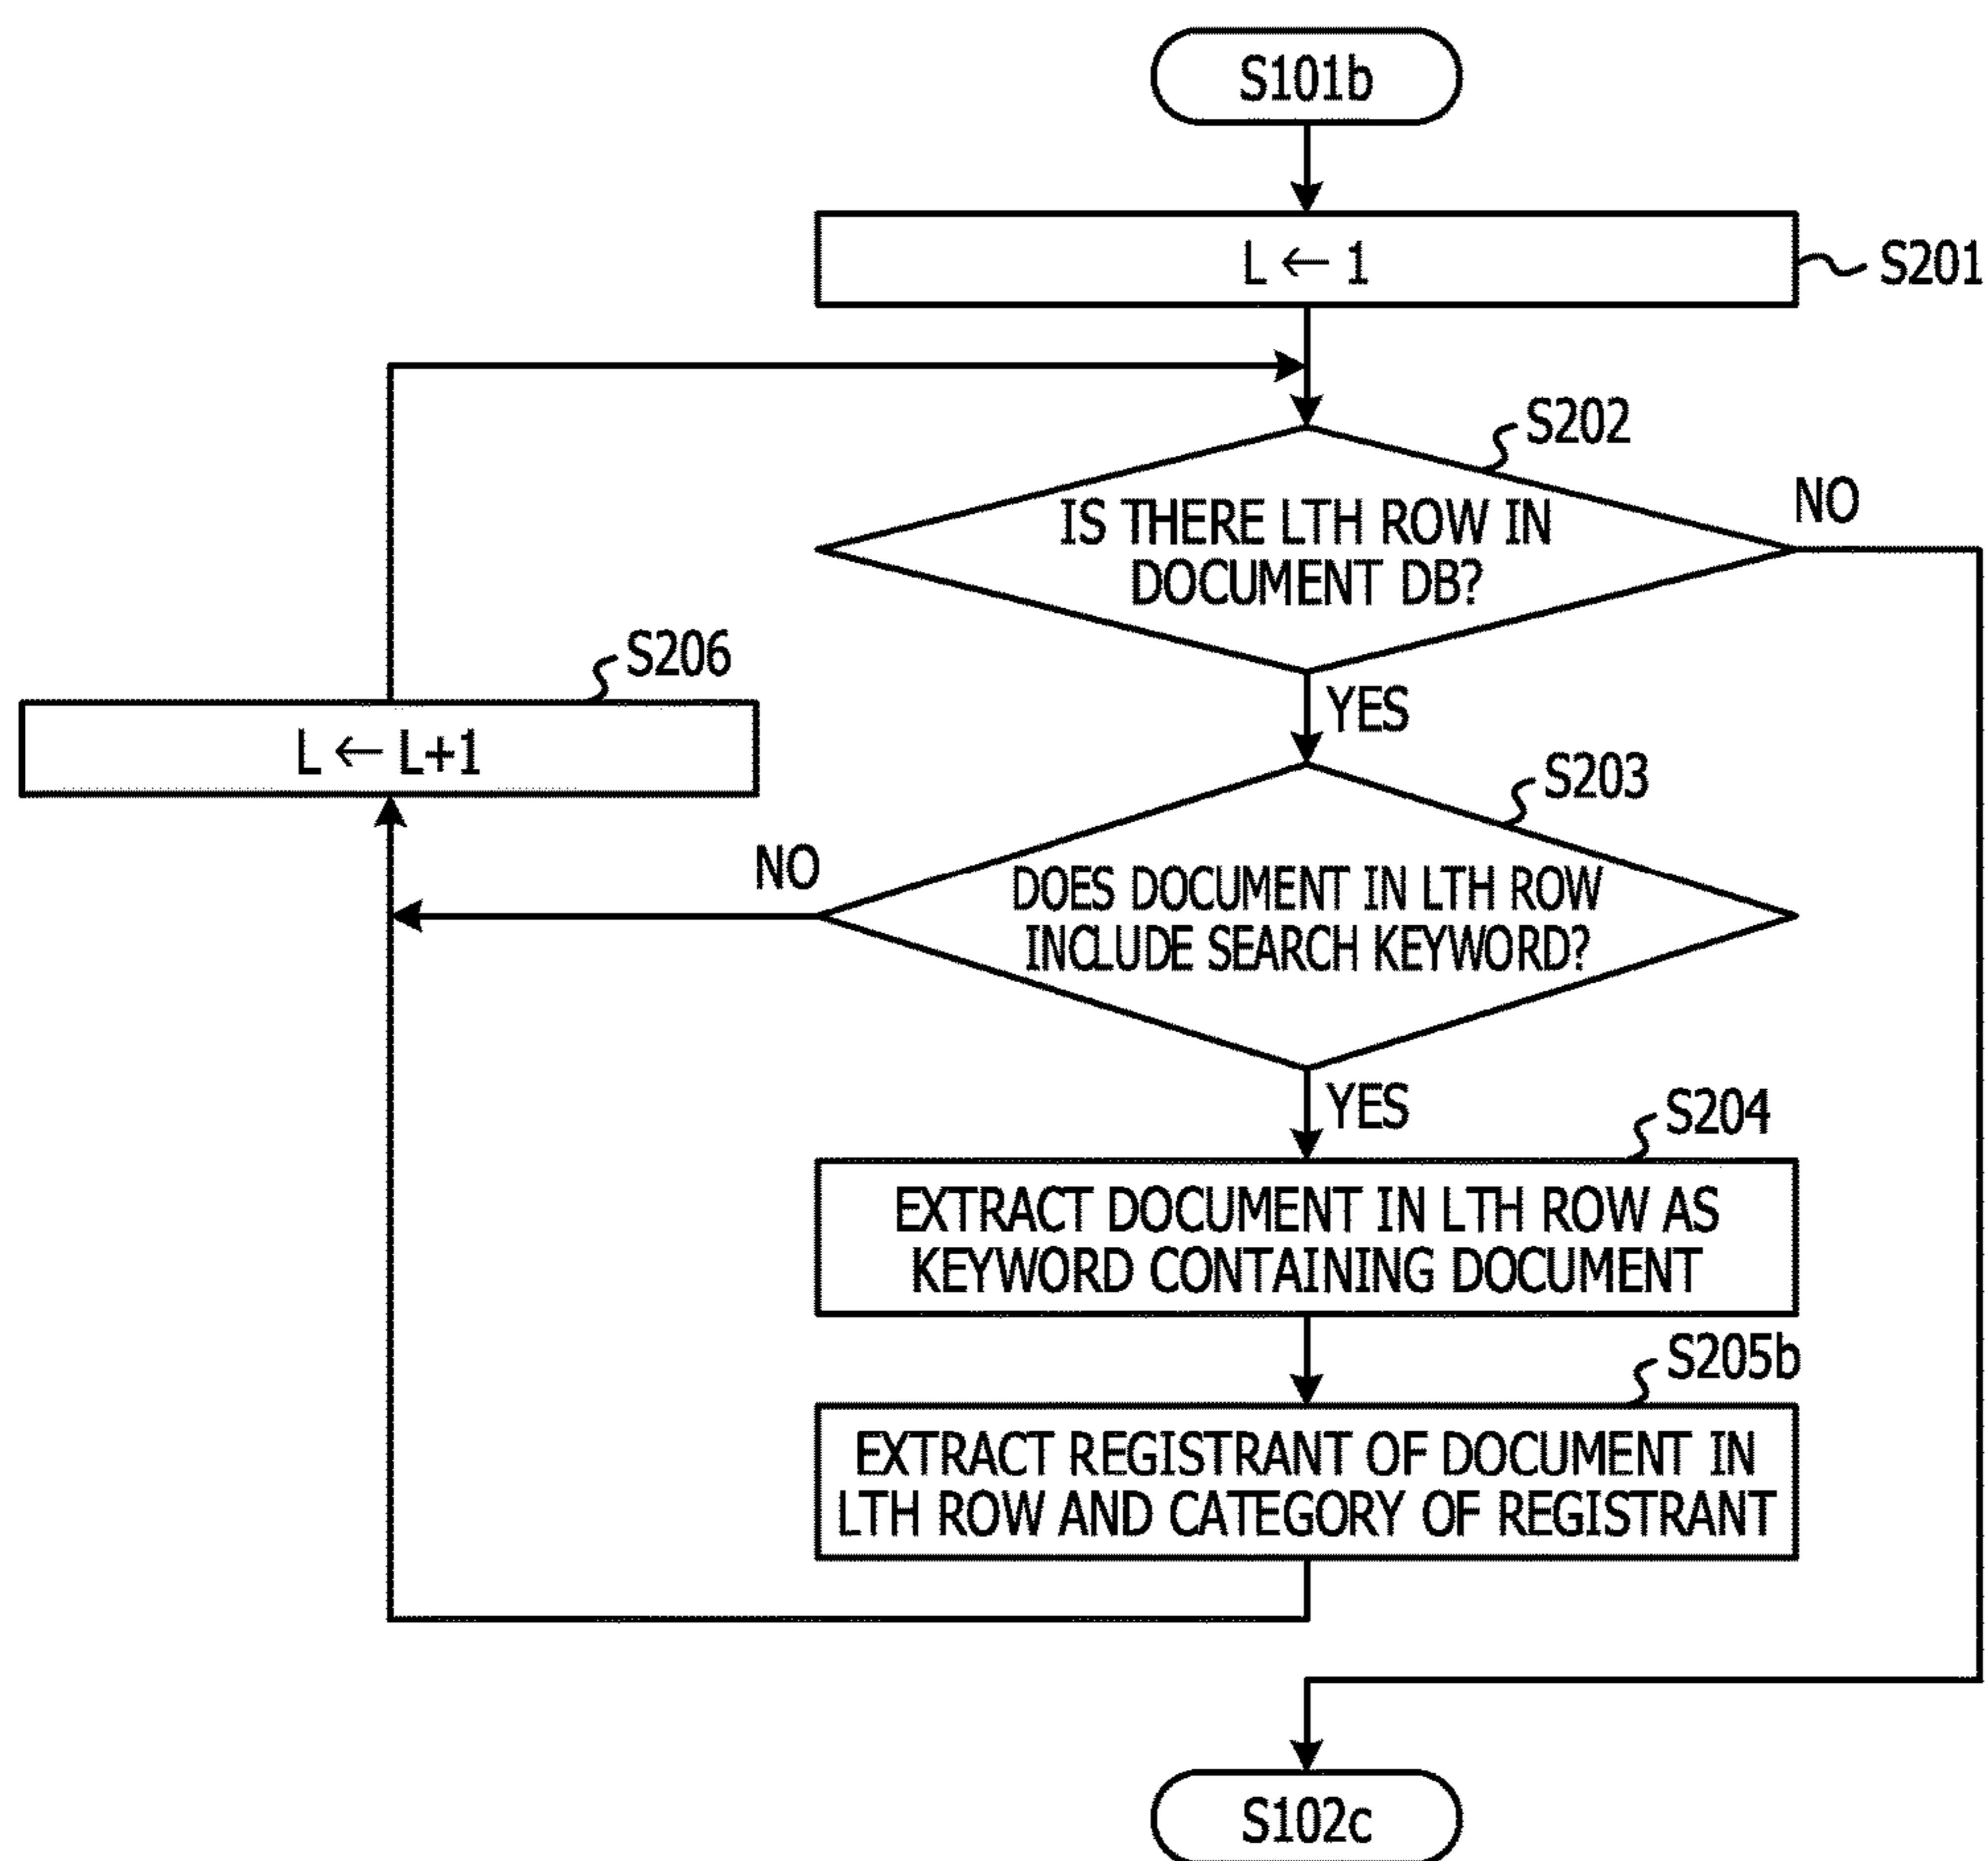 S101b
L ← 1
S201
S202
IS THERE LTH ROW IN
DOCUMENT DB?
NO
YES
S206
L ← L+1
S203
DOES DOCUMENT IN LTH ROW
INCLUDE SEARCH KEYWORD?
NO
YES
S204
EXTRACT DOCUMENT IN LTH ROW AS
KEYWORD CONTAINING DOCUMENT
S205b
EXTRACT REGISTRANT OF DOCUMENT IN
LTH ROW AND CATEGORY OF REGISTRANT
S102c